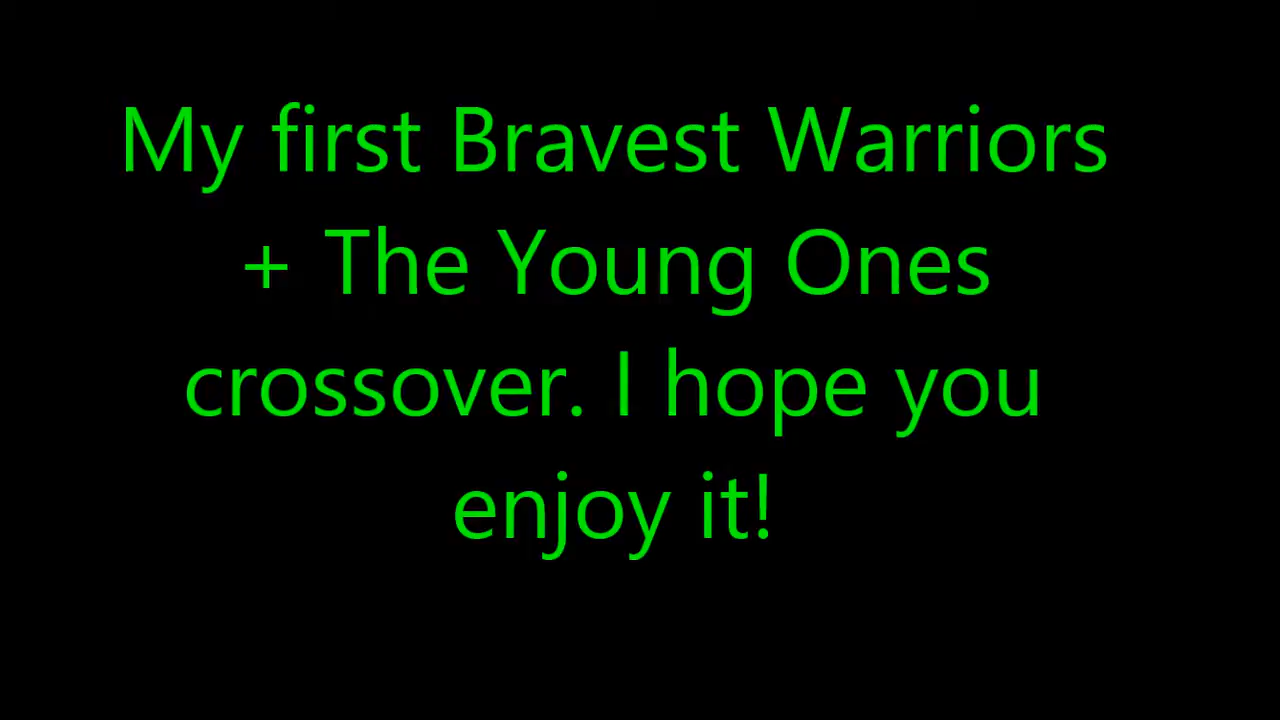 My first Bravest Warriors
+ The Young Ones
crossover. I hope you
enjoy it!